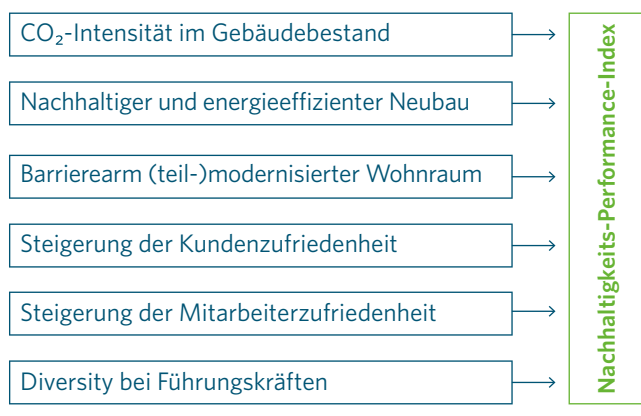 CO₂-Intensität im Gebäudebestand
Nachhaltiger und energieeffizienter Neubau
Barrierearm (teil-)modernisierter Wohnraum
Steigerung der Kundenzufriedenheit
Steigerung der Mitarbeiterzufriedenheit
Diversity bei Führungskräften
Nachhaltigkeits-Performance-Index